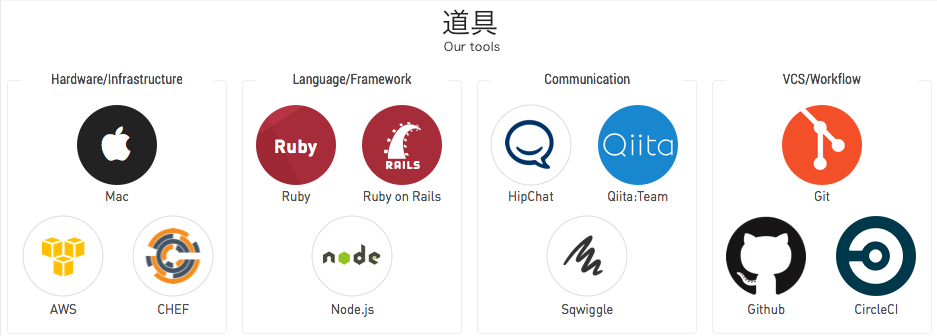 道具
Our tools
Hardware/Infrastructure
Mac
AWS
CHEF
Language/Framework
Ruby
Ruby
RAILS
Ruby on Rails
node
Node.js
Communication
HipChat
Qiita
Qiita:Team
Sqwiggle
VCS/Workflow
Git
Github
CircleCI